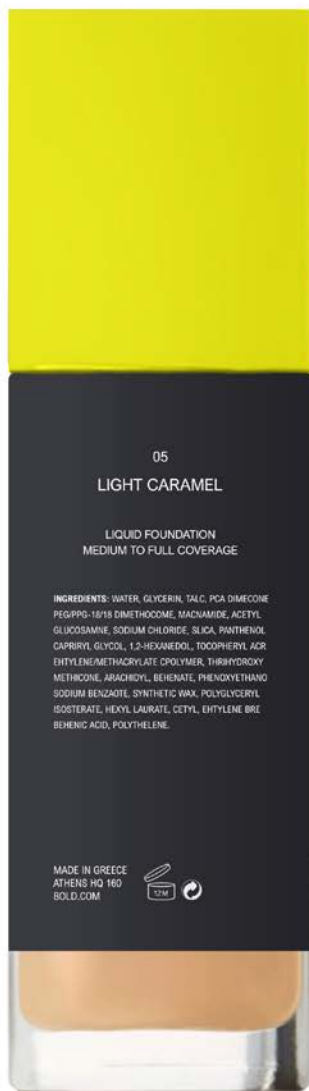 05
LIGHT CARAMEL
LIQUID FOUNDATION
MEDIUM TO FULL COVERAGE
INGREDIENTS: WATER, GLYCERIN, TALC, PCA DIMECONE
PEG/PPG-18/18 DIMETHOCOME, MACNAMIDE, ACETYL
GLUCOSAMNE, SODIUM CHLORIDE, SLICA, PANTHENOL
CAPRIRYL GLYCOL, 1,2-HEXANEDOL, TOCOPHERYL ACR
EHTYLENE/METHACRYLATE CPOLYMER, THRIHYDROXY
METHICONE, ARACHIDYL, BEHENATE, PHENOXYETHANO
SODIUM BENZAOTE, SYNTHETIC WAX, POLYGLYCERYL
ISOSTERATE, HEXYL LAURATE, CETYL, EHTYLENE BRE
BEHENIC ACID, POLYTHELENE.
MADE IN GREECE
ATHENS HQ 160
BOLD.COM
12M